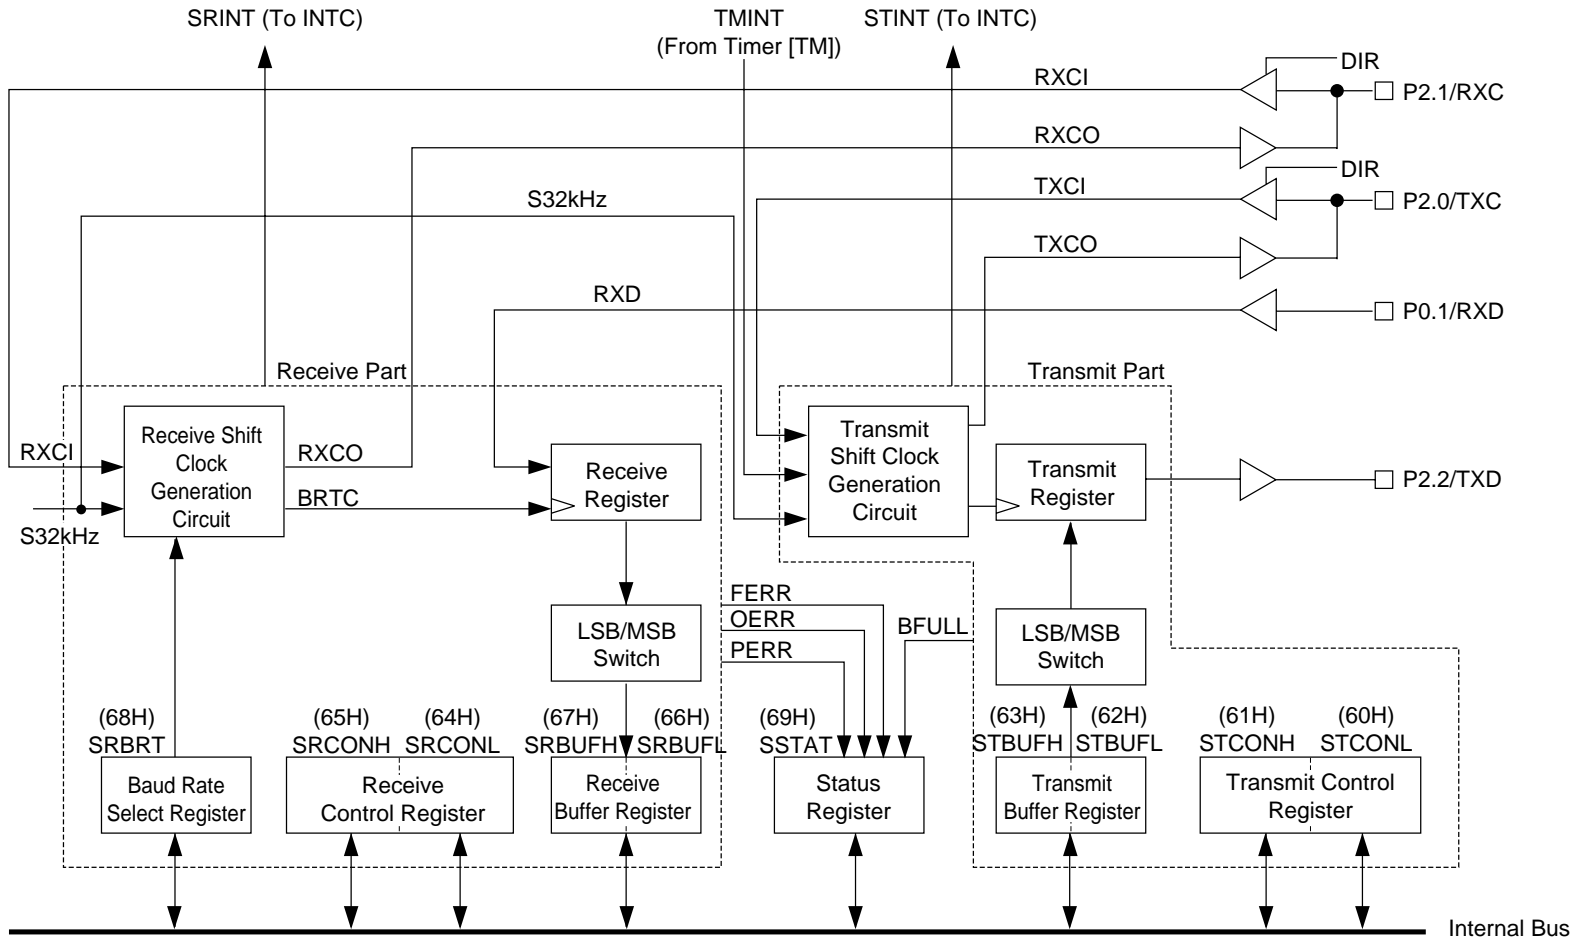 SRINT (To INTC)
TMINT
(From Timer [TM])
STINT (To INTC)
DIR
RXCI
P2.1/RXC
RXCO
DIR
TXCI
P2.0/TXC
S32kHz
TXCO
RXD
P0.1/RXD
Receive Part
Transmit Part
RXCI
Receive Shift
Clock
Generation
Circuit
RXCO
BRTC
S32kHz
Receive
Register
Transmit
Shift Clock
Generation
Circuit
Transmit
Register
P2.2/TXD
LSB/MSB
Switch
FERR
OERR
PERR
BFULL
LSB/MSB
Switch
(68H)
SRBRT
(65H)
SRCONH
(64H)
SRCONL
(67H)
SRBUFH
(66H)
SRBUFL
(69H)
SSTAT
(63H)
STBUFH
(62H)
STBUFL
(61H)
STCONH
(60H)
STCONL
Baud Rate
Select Register
Receive
Control Register
Receive
Buffer Register
Status
Register
Transmit
Buffer Register
Transmit Control
Register
Internal Bus